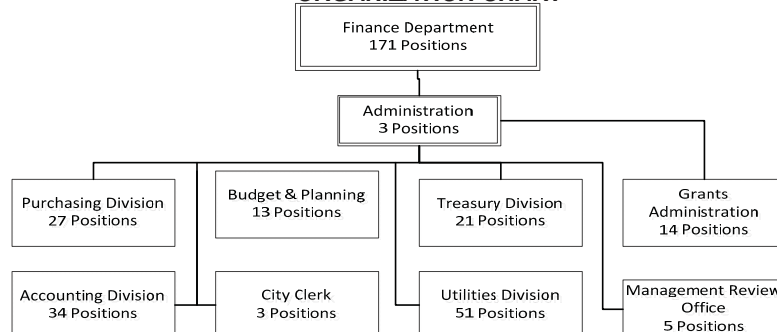 ORGANIZATION CHART
Finance Department
171 Positions
Administration
3 Positions
Purchasing Division
27 Positions
Budget & Planning
13 Positions
Treasury Division
21 Positions
Grants
Administration
14 Positions
Accounting Division
34 Positions
City Clerk
3 Positions
Utilities Division
51 Positions
Management Review
Office
5 Positions